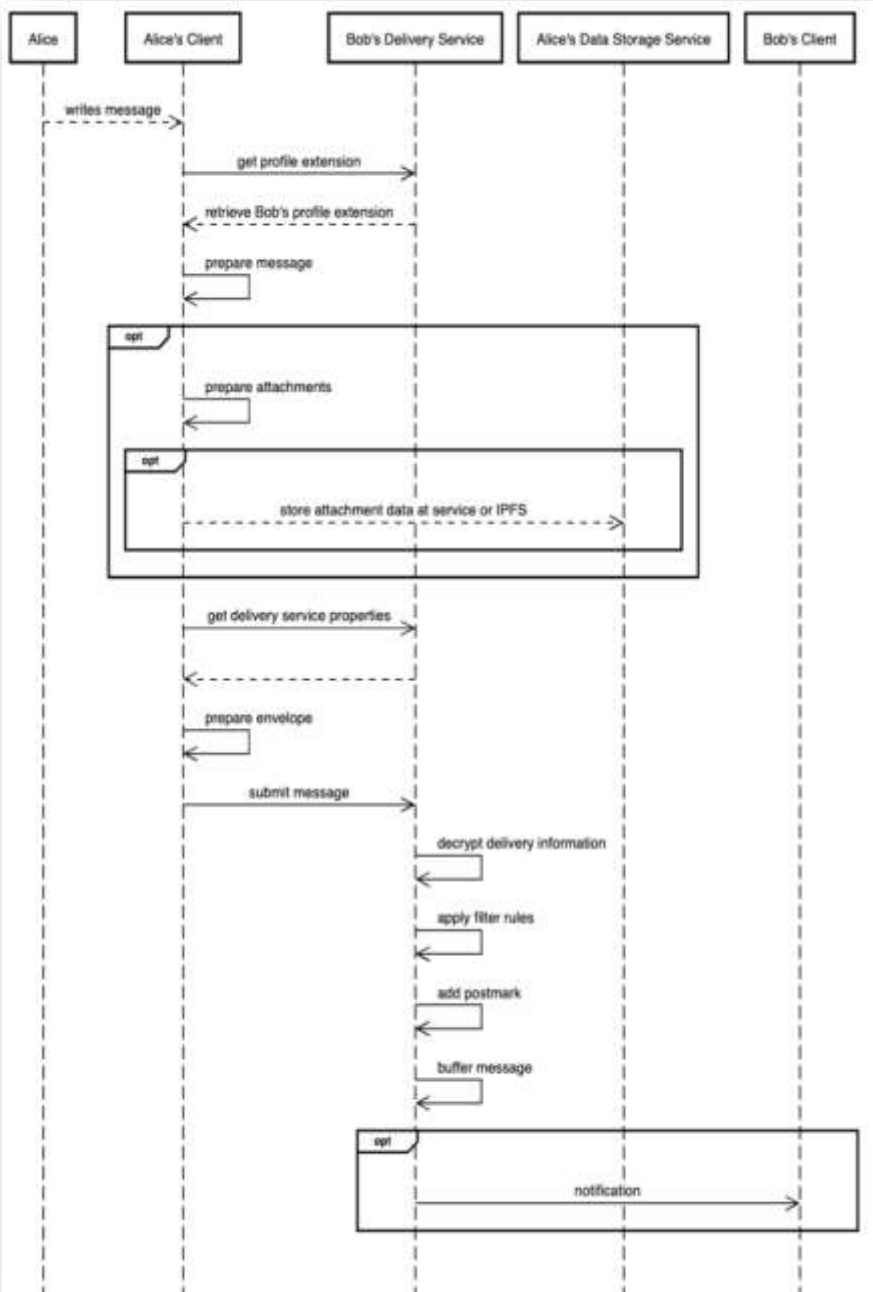 Alice
Alice's Client
Bob's Delivery Service
Alice's Data Storage Service
Bob's Client
writes message
get profile extension
retrieve Bob's profile extension
prepare message
opt
prepare attachments
opt
store attachment data at service or IPFS
get delivery service properties
prepare envelope
submit message
decrypt delivery information
apply filter rules
add postmark
buffer message
opt
notification